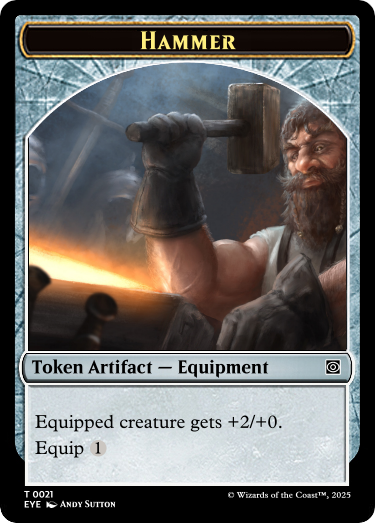 HAMMER
Token Artifact — Equipment
Equipped creature gets +2/+0.
Equip 1
T 0021
EYE ANDY SUTTON
© Wizards of the Coast™, 2025